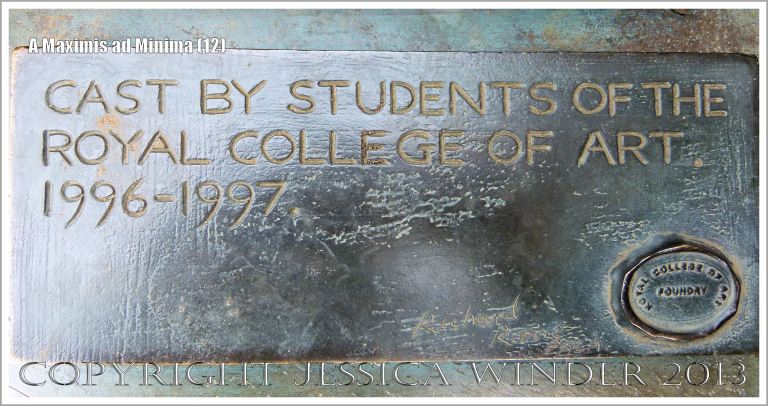 A Maximis ad Minima (12)
CAST BY STUDENTS OF THE
ROYAL COLLEGE OF ART.
1996-1997.
ROYAL COLLEGE OF ART
FOUNDRY
Richard
COPYRIGHT JESSICA WINDER 2013